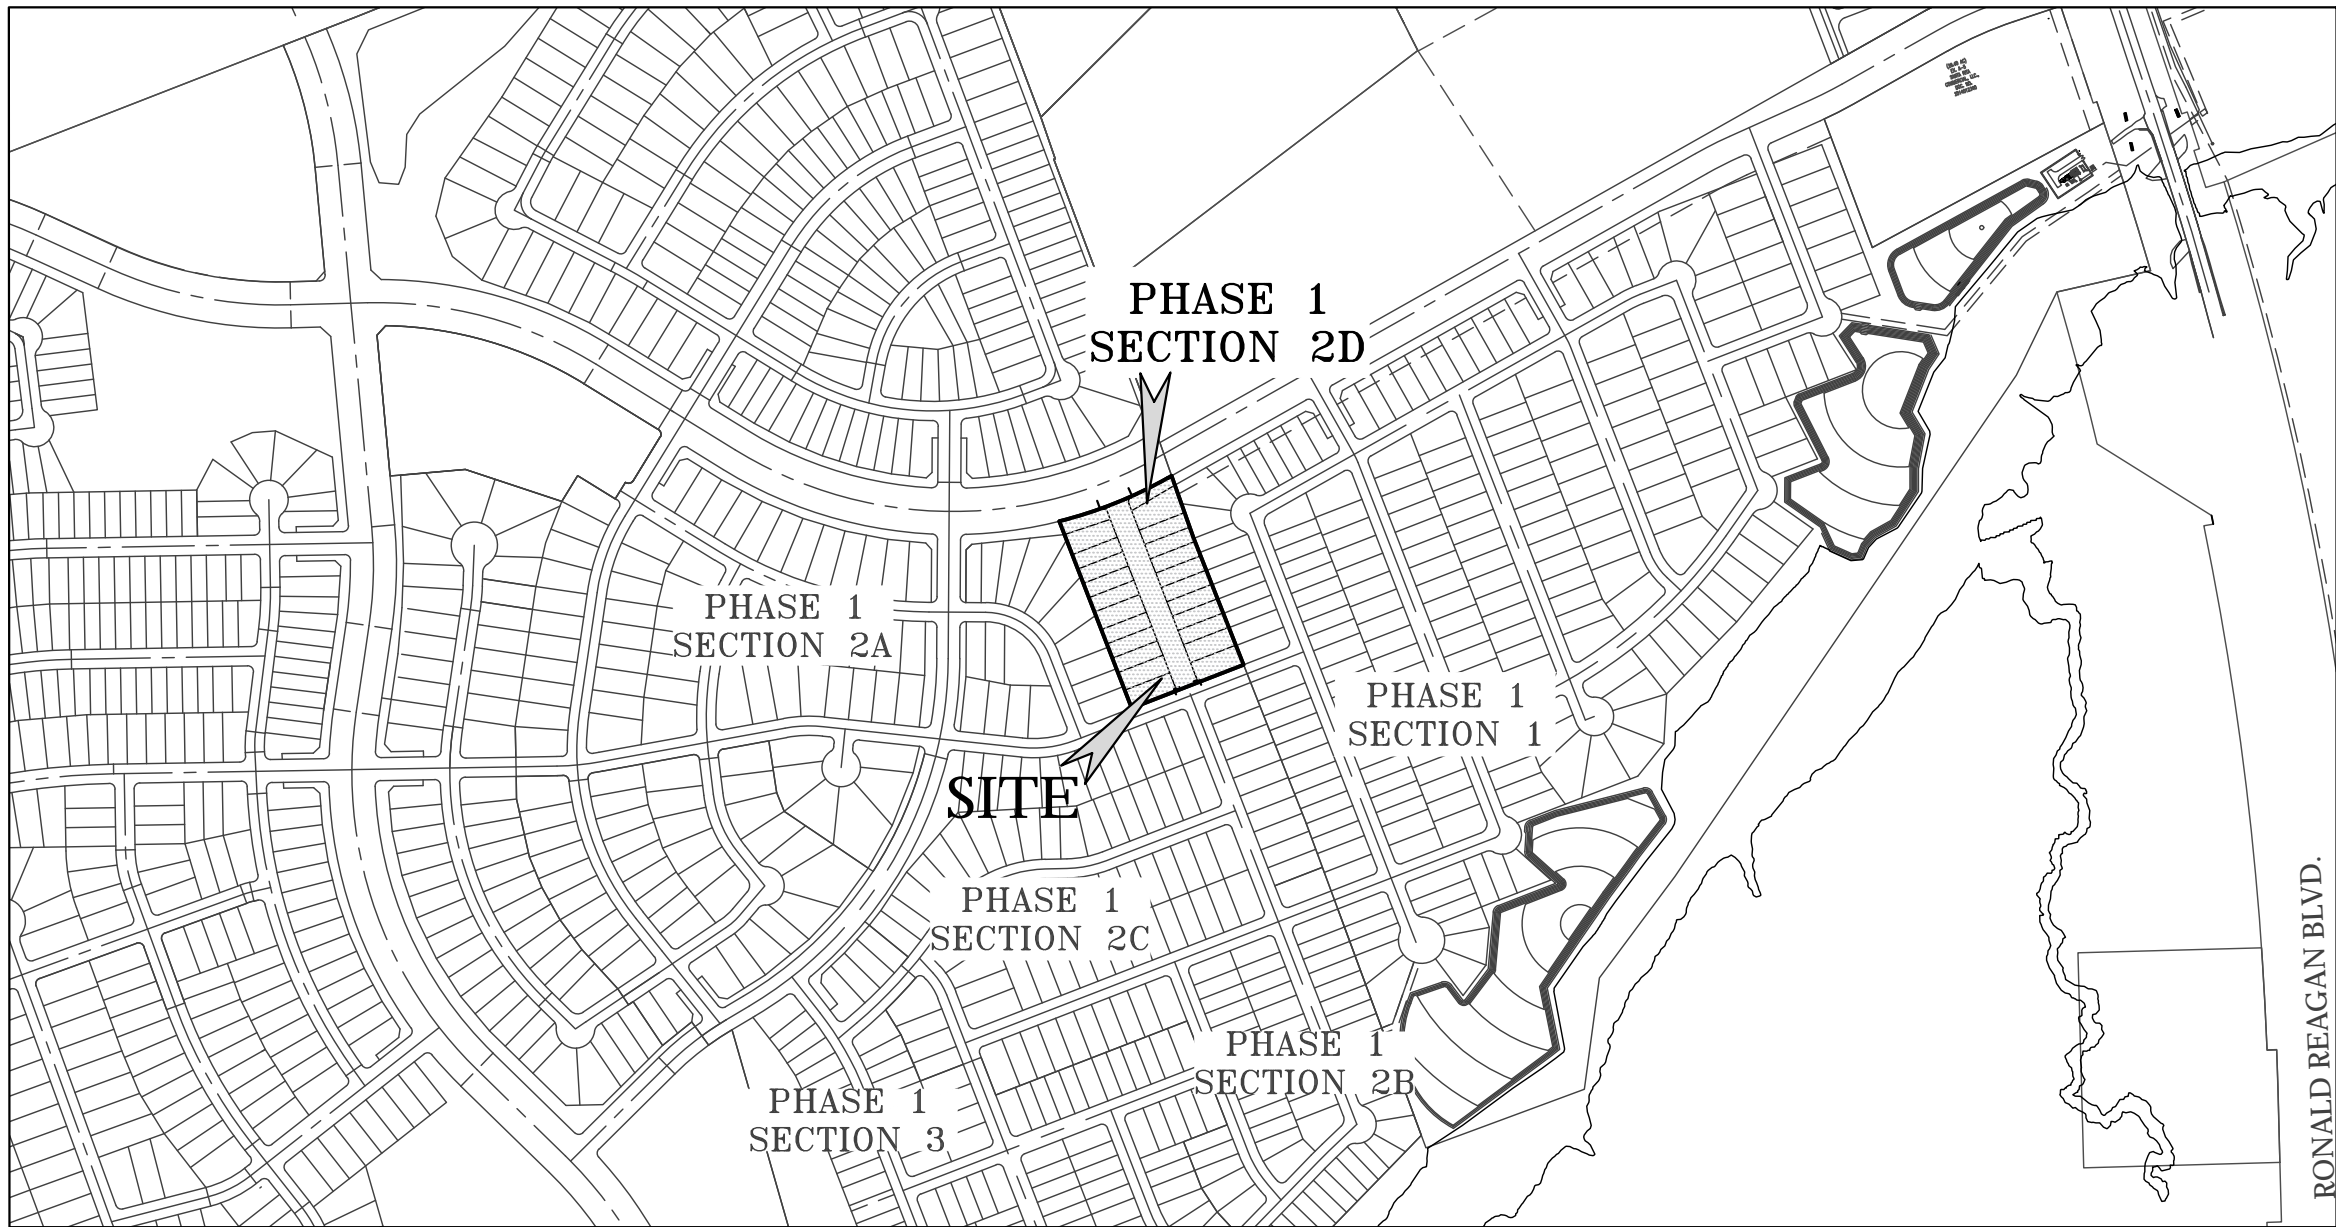 PHASE 1
SECTION 2D
PHASE 1
SECTION 2A
PHASE 1
SECTION 1
SITE
PHASE 1
SECTION 2C
PHASE 1
SECTION 2B
PHASE 1
SECTION 3
RONALD REAGAN BLVD.